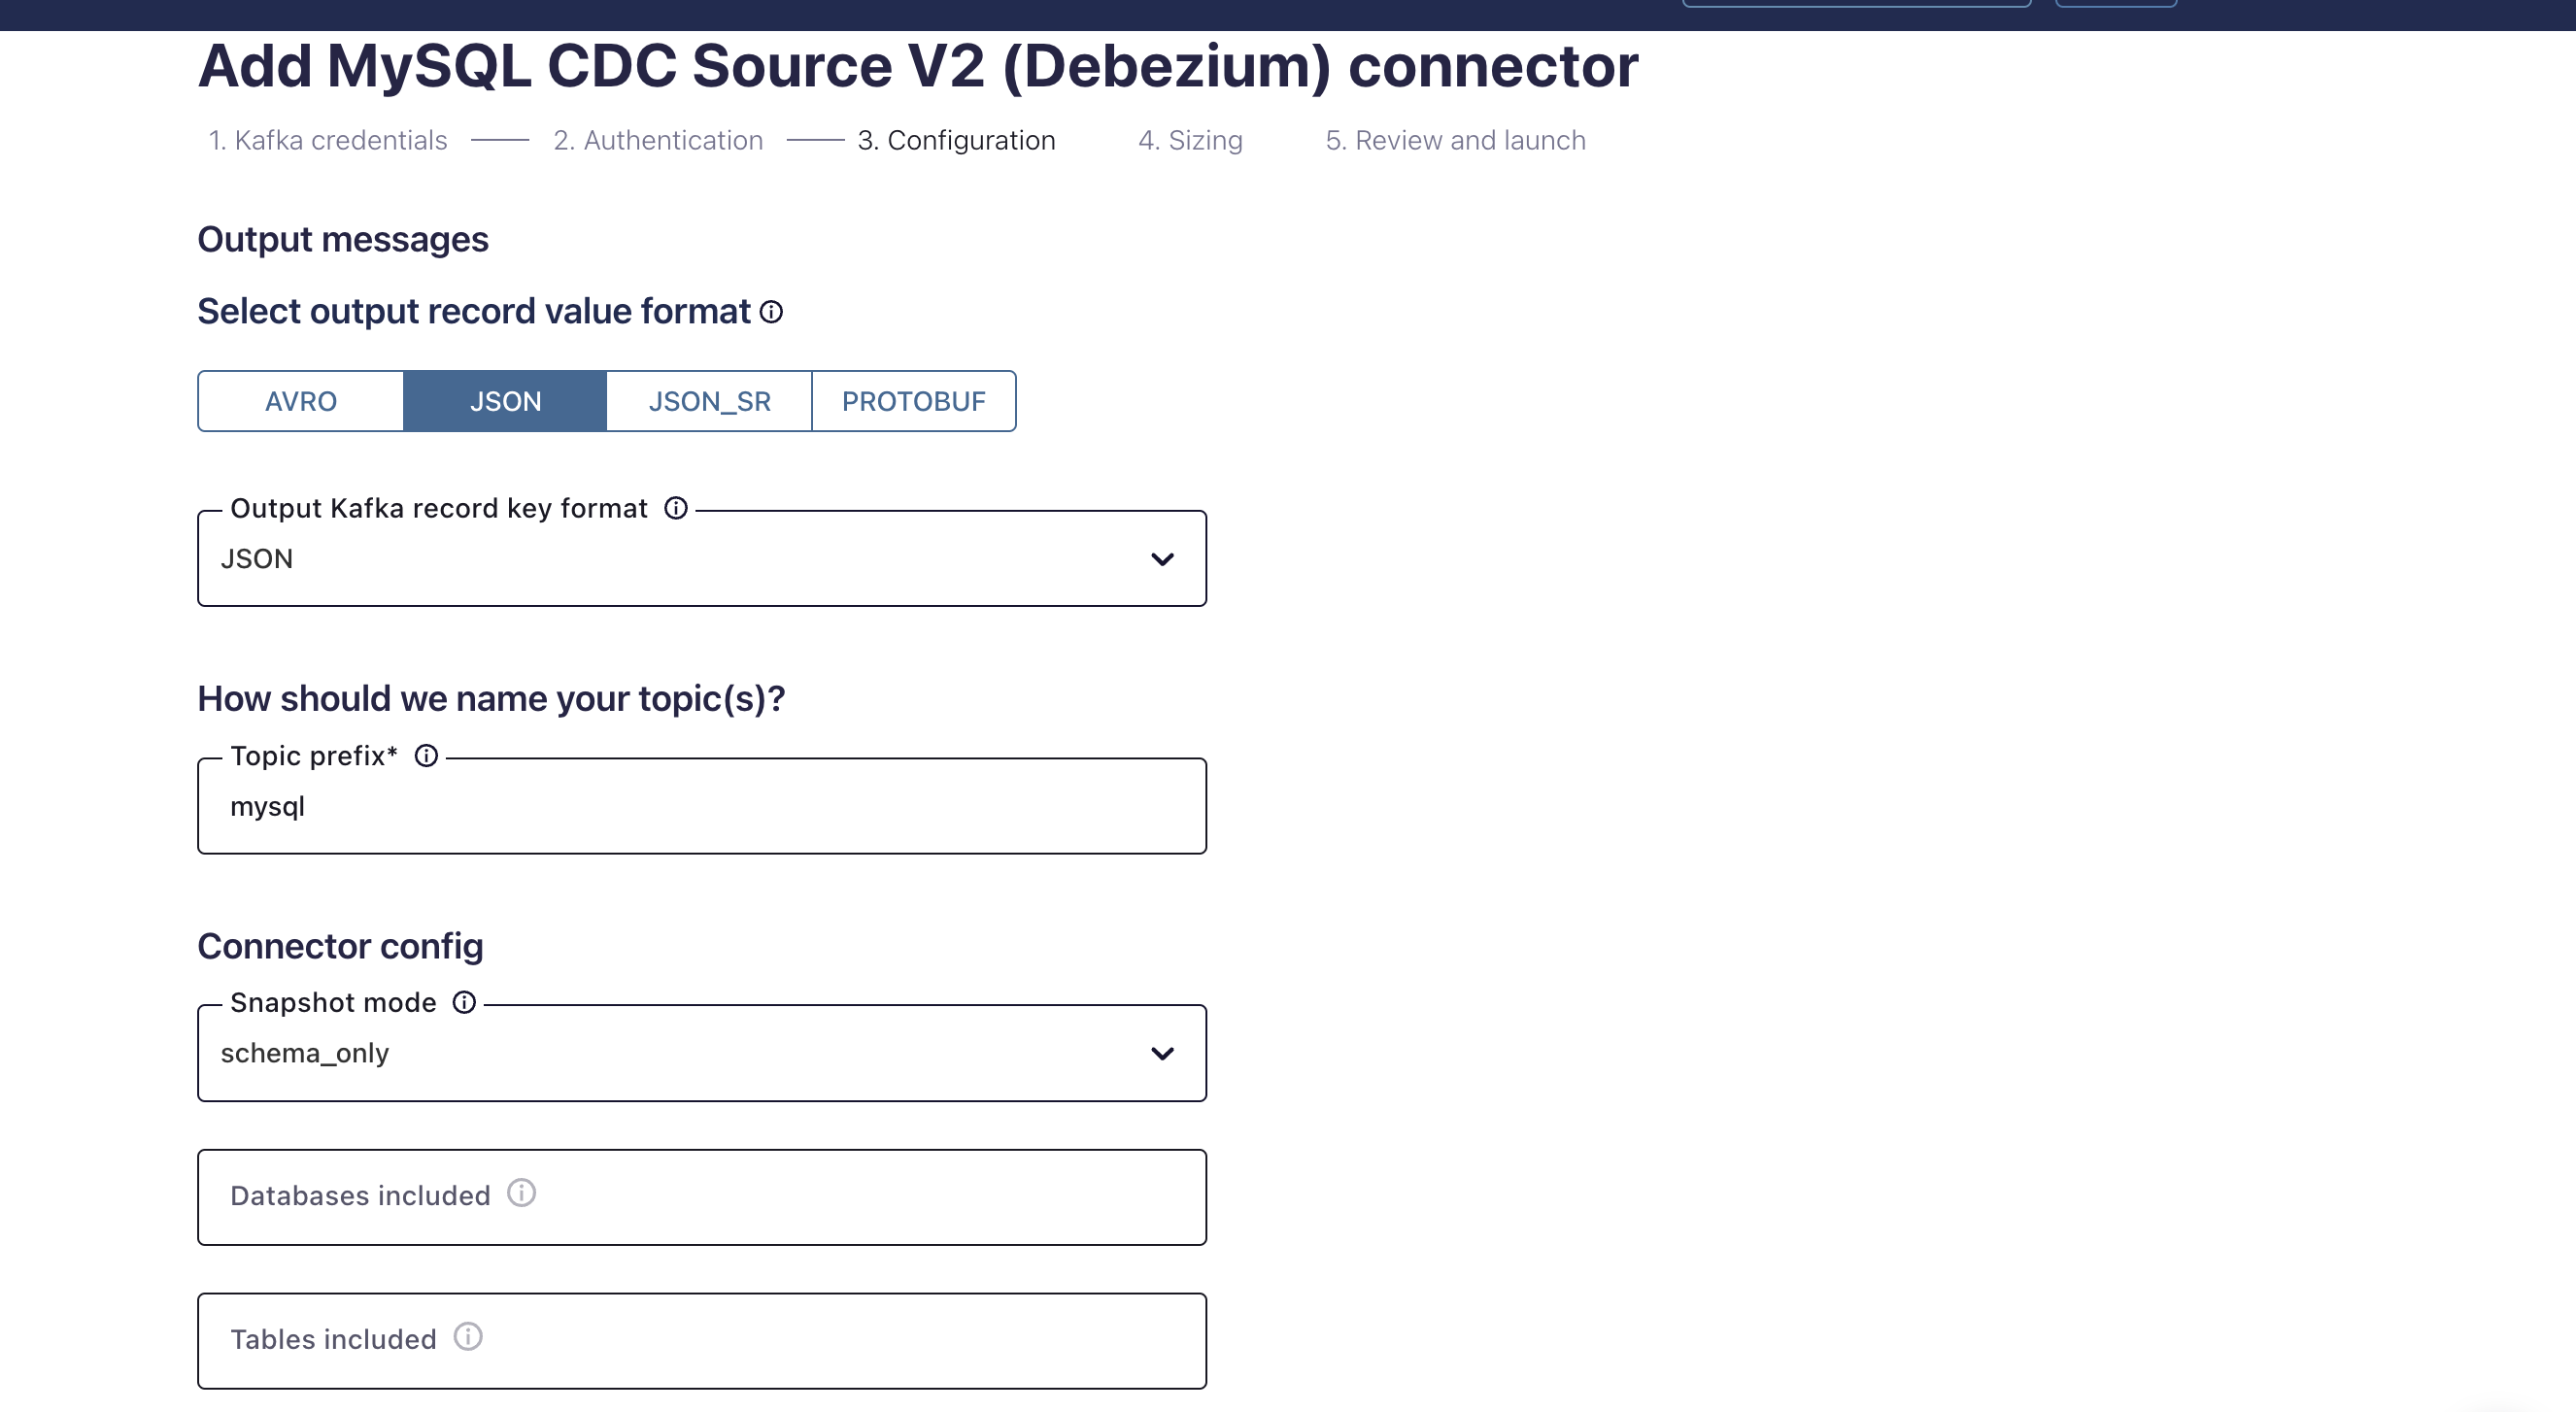 Add MySQL CDC Source V2 (Debezium) connector
1. Kafka credentials 2. Authentication 3. Configuration 4. Sizing 5. Review and launch
Output messages
Select output record value format
AVRO JSON JSON_SR PROTOBUF
Output Kafka record key format
JSON
How should we name your topic(s)?
Topic prefix*
mysql
Connector config
Snapshot mode
schema_only
Databases included
Tables included